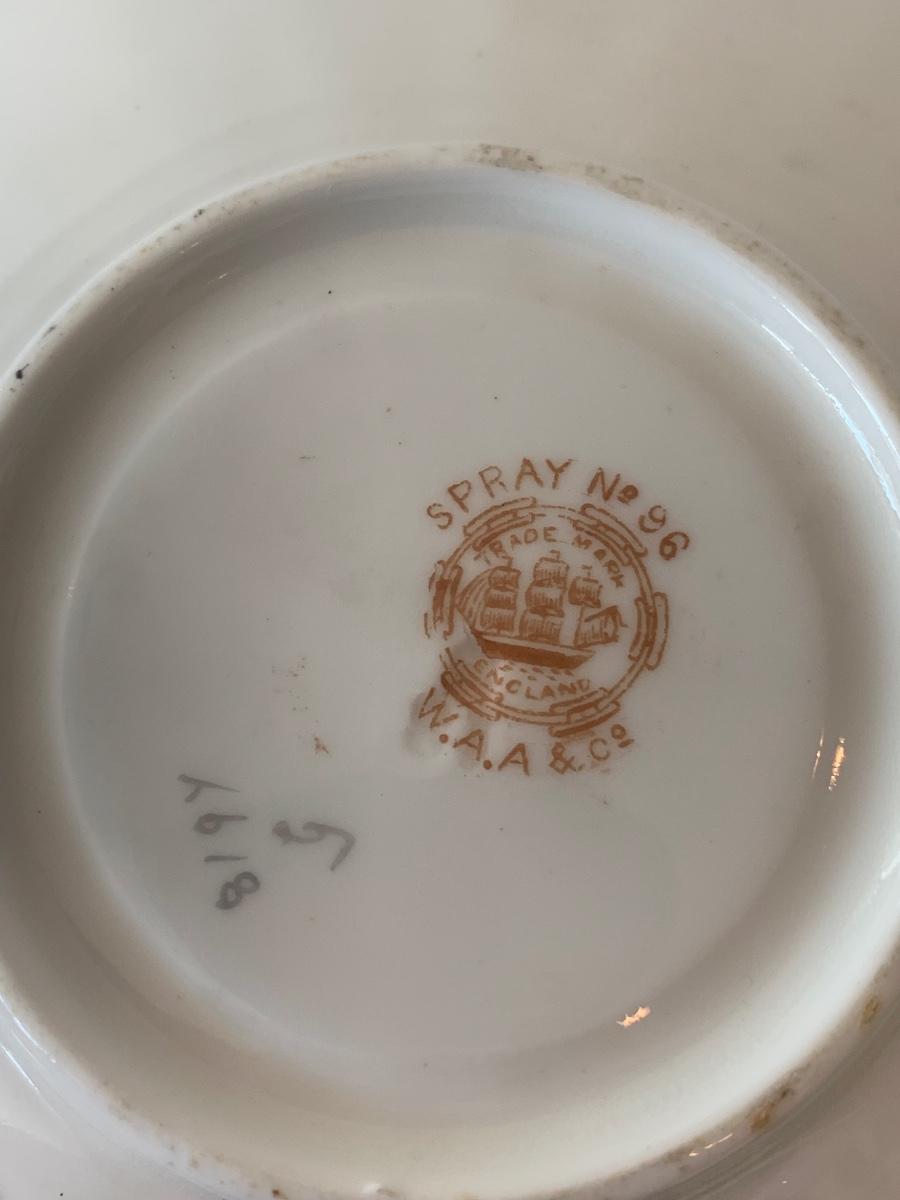 SPRAY Nº 96
TRADE MARK
ENGLAND
W.A.A & Cº